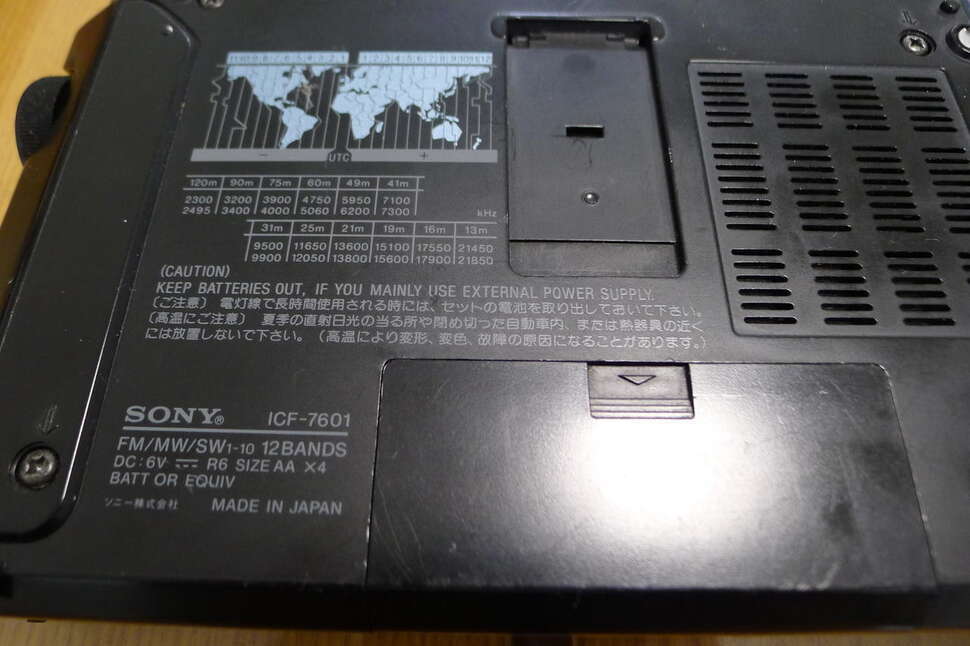 − UTC +
120m 90m 75m 60m 49m 41m
2300 3200 3900 4750 5950 7100
2495 3400 4000 5060 6200 7300 kHz
31m 25m 21m 19m 16m 13m
9500 11650 13600 15100 17550 21450
9900 12050 13800 15600 17900 21850
(CAUTION)
KEEP BATTERIES OUT, IF YOU MAINLY USE EXTERNAL POWER SUPPLY.
(ご注意) 電灯線で長時間使用される時には、セットの電池を取り出しておいて下さい。
(高温にご注意) 夏季の直射日光の当る所や閉め切った自動車内、または熱器具の近く
には放置しないで下さい。(高温により変形、変色、故障の原因になることがあります。)
SONY® ICF-7601
FM/MW/SW1-10 12BANDS
DC: 6V ⎓ R6 SIZE AA ×4
BATT OR EQUIV
ソニー株式会社 MADE IN JAPAN